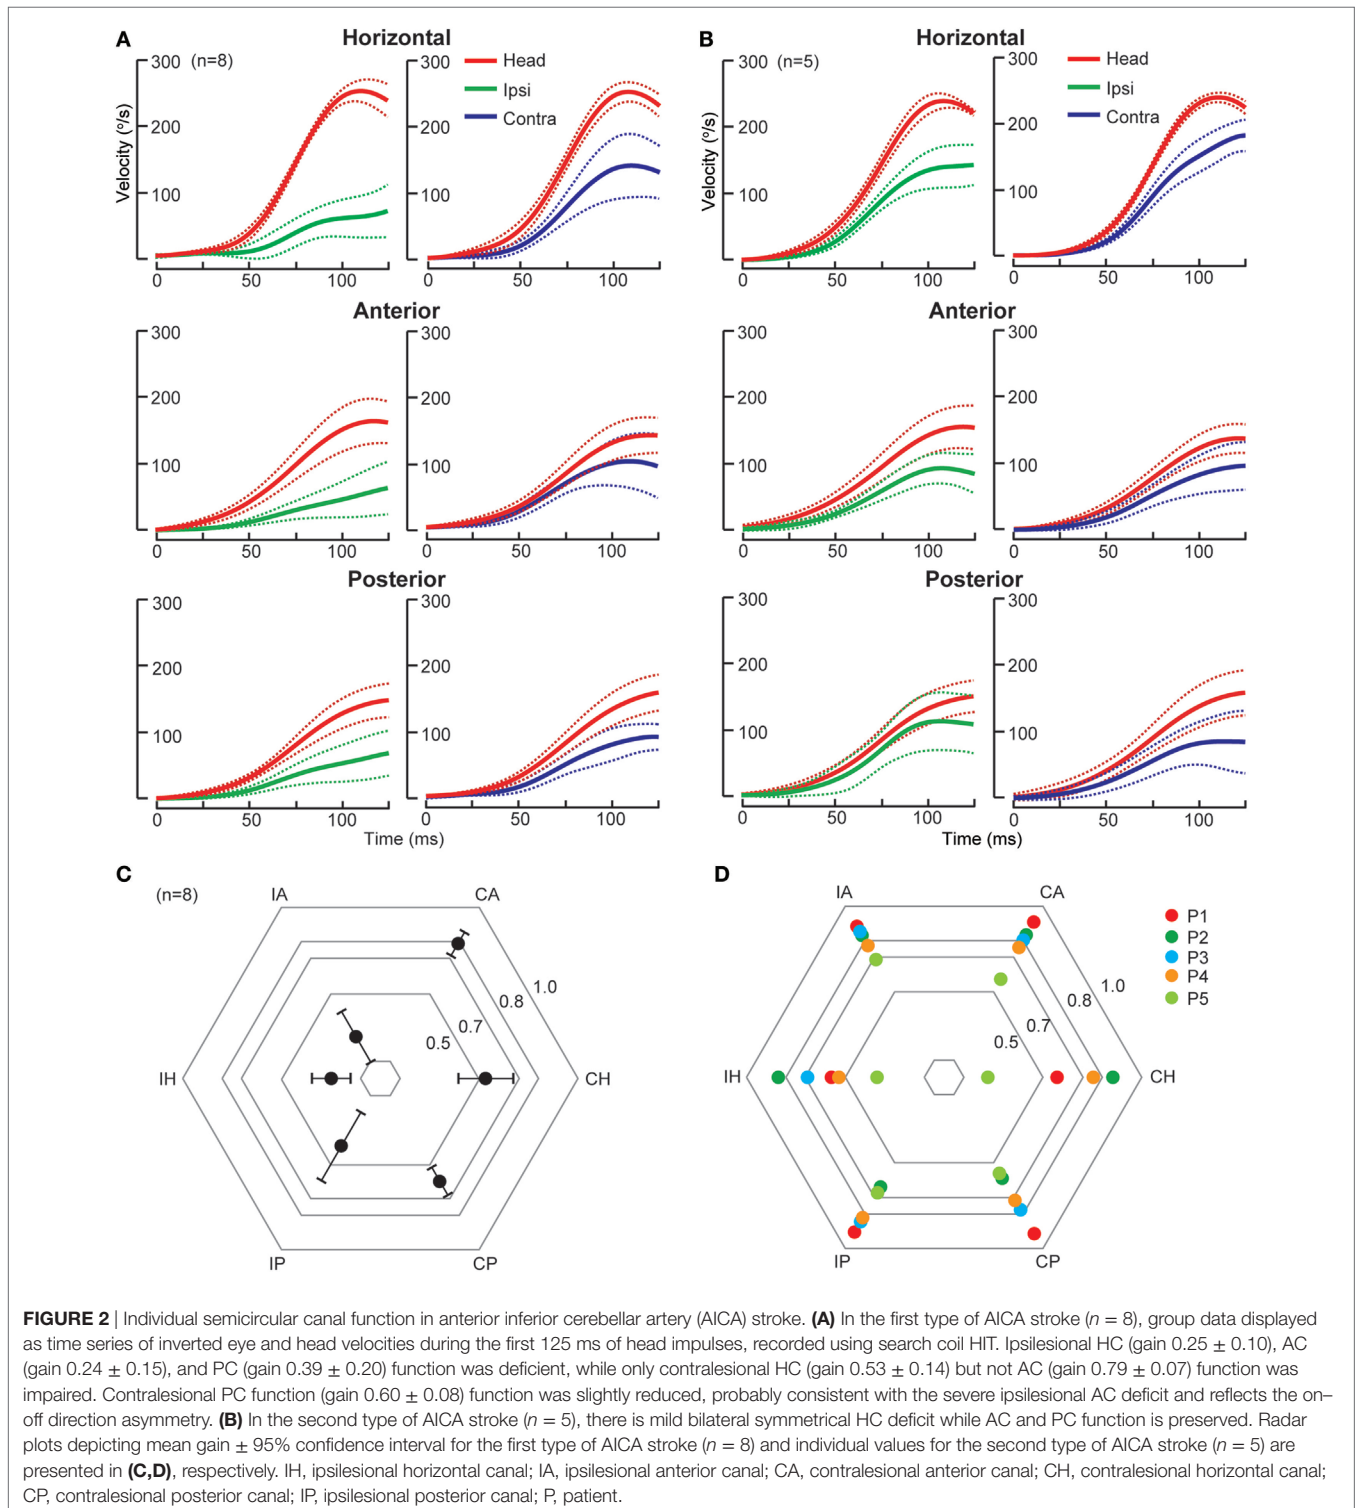 A
Horizontal
B
Horizontal
300
(n=8)
300
Head
Ipsi
Contra
300
(n=5)
300
Head
Ipsi
Contra
Velocity (°/s)
200
200
Velocity (°/s)
200
200
100
100
100
100
50
100
50
100
50
100
50
100
Anterior
Anterior
300
300
300
300
200
200
200
200
100
100
100
100
50
100
50
100
50
100
50
100
Posterior
Posterior
300
300
300
300
200
200
200
200
100
100
100
100
50
100
50
100
50
100
50
100
Time (ms)
Time (ms)
C
(n=8)
IA
CA
IH
CH
IP
CP
0.5
0.7
0.8
1.0
D
IA
CA
IH
CH
IP
CP
0.5
0.7
0.8
1.0
P1
P2
P3
P4
P5
FIGURE 2 | Individual semicircular canal function in anterior inferior cerebellar artery (AICA) stroke. (A) In the first type of AICA stroke (n = 8), group data displayed
as time series of inverted eye and head velocities during the first 125 ms of head impulses, recorded using search coil HIT. Ipsilesional HC (gain 0.25 ± 0.10), AC
(gain 0.24 ± 0.15), and PC (gain 0.39 ± 0.20) function was deficient, while only contralesional HC (gain 0.53 ± 0.14) but not AC (gain 0.79 ± 0.07) function was
impaired. Contralesional PC function (gain 0.60 ± 0.08) function was slightly reduced, probably consistent with the severe ipsilesional AC deficit and reflects the on–
off direction asymmetry. (B) In the second type of AICA stroke (n = 5), there is mild bilateral symmetrical HC deficit while AC and PC function is preserved. Radar
plots depicting mean gain ± 95% confidence interval for the first type of AICA stroke (n = 8) and individual values for the second type of AICA stroke (n = 5) are
presented in (C,D), respectively. IH, ipsilesional horizontal canal; IA, ipsilesional anterior canal; CA, contralesional anterior canal; CH, contralesional horizontal canal;
CP, contralesional posterior canal; IP, ipsilesional posterior canal; P, patient.